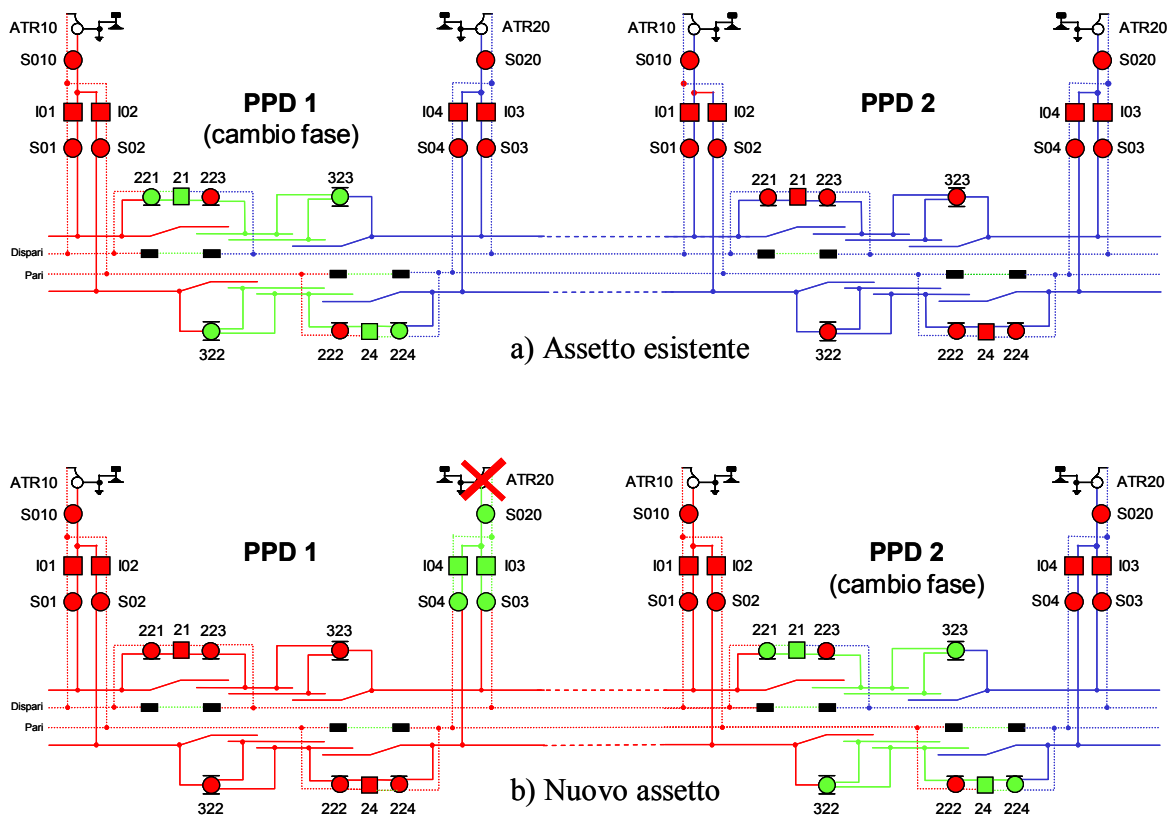 ATR10 ATR20 ATR10 ATR20
S010 S020 S010 S020
PPD 1 PPD 2
(cambio fase)
I01 I02 I04 I03 I01 I02 I04 I03
S01 S02 S04 S03 S01 S02 S04 S03
221 21 223 323 221 21 223 323
Dispari
Pari
322 222 24 224 322 222 24 224
a) Assetto esistente
ATR10 ATR20 ATR10 ATR20
S010 S020 S010 S020
PPD 1 PPD 2
(cambio fase)
I01 I02 I04 I03 I01 I02 I04 I03
S01 S02 S04 S03 S01 S02 S04 S03
221 21 223 323 221 21 223 323
Dispari
Pari
322 222 24 224 322 222 24 224
b) Nuovo assetto